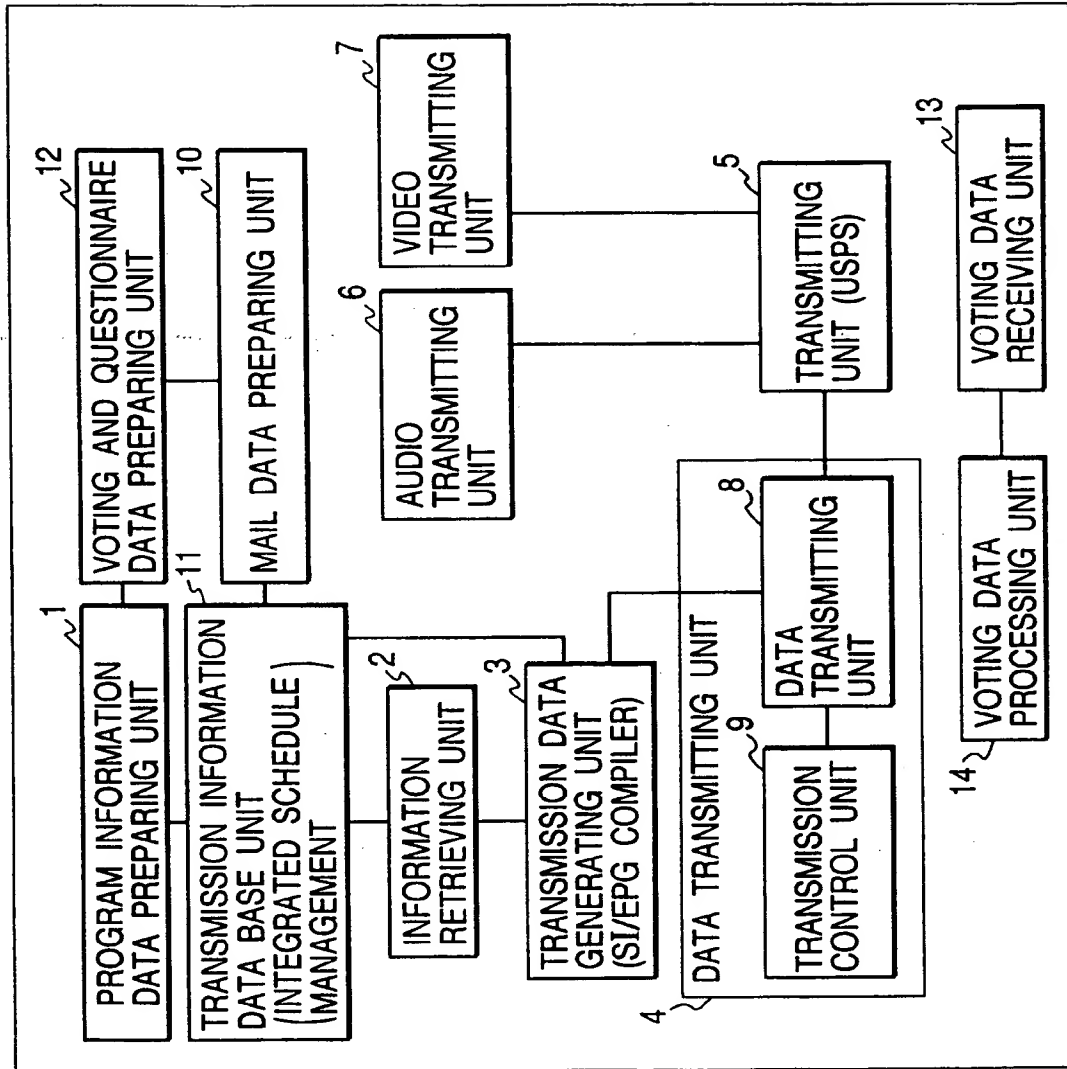 1
PROGRAM INFORMATION
DATA PREPARING UNIT
12
VOTING AND QUESTIONNAIRE
DATA PREPARING UNIT
11
TRANSMISSION INFORMATION
DATA BASE UNIT
(INTEGRATED SCHEDULE)
(MANAGEMENT
10
MAIL DATA PREPARING UNIT
2
INFORMATION
RETRIEVING UNIT
3
TRANSMISSION DATA
GENERATING UNIT
(SI/EPG COMPILER)
6
AUDIO
TRANSMITTING
UNIT
7
VIDEO
TRANSMITTING
UNIT
4
DATA TRANSMITTING UNIT
9
TRANSMISSION
CONTROL UNIT
8
DATA
TRANSMITTING
UNIT
5
TRANSMITTING
UNIT (USPS)
14
VOTING DATA
PROCESSING UNIT
13
VOTING DATA
RECEIVING UNIT